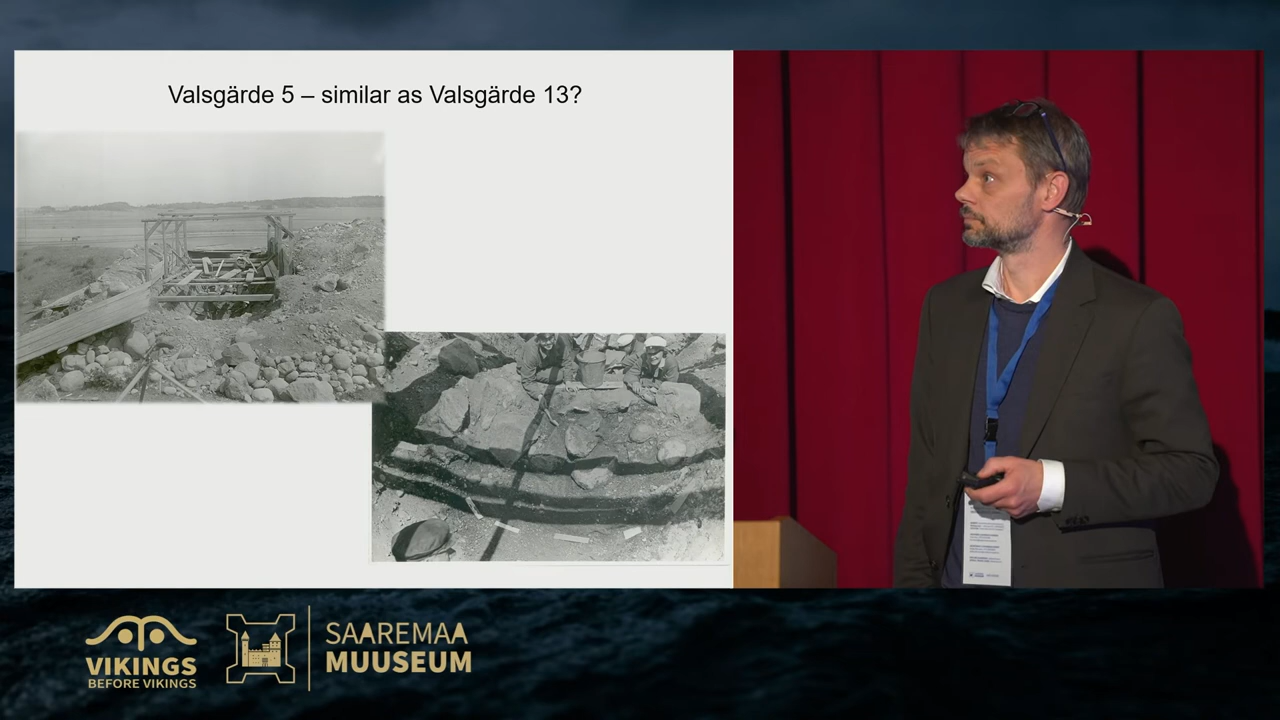 Valsgärde 5 – similar as Valsgärde 13?
VIKINGS
BEFORE VIKINGS
SAAREMAA
MUUSEUM